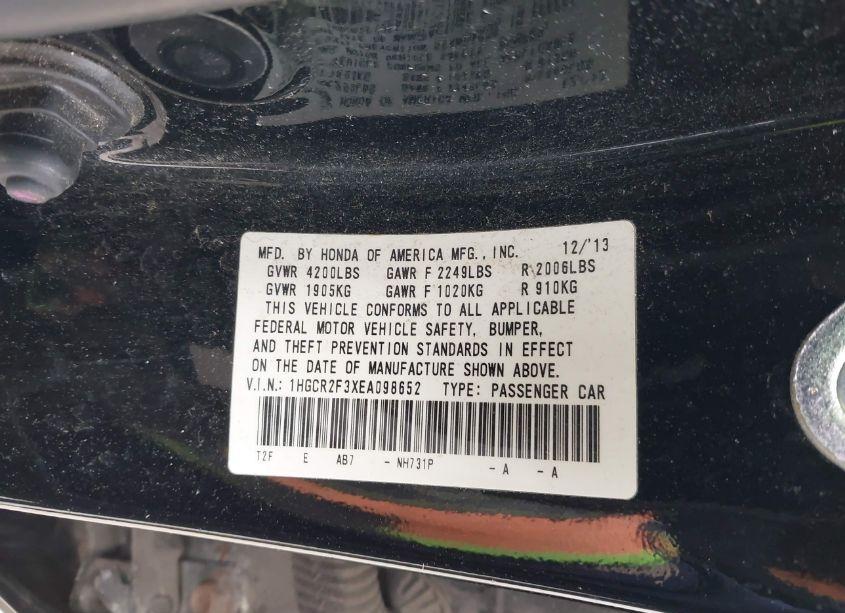 MFD. BY HONDA OF AMERICA MFG., INC. 12/'13
GVWR 4200LBS GAWR F 2249LBS R 2006LBS
GVWR 1905KG GAWR F 1020KG R 910KG
THIS VEHICLE CONFORMS TO ALL APPLICABLE
FEDERAL MOTOR VEHICLE SAFETY, BUMPER,
AND THEFT PREVENTION STANDARDS IN EFFECT
ON THE DATE OF MANUFACTURE SHOWN ABOVE.
V.I.N.: 1HGCR2F3XEA098652 TYPE: PASSENGER CAR
T2F E AB7 - NH731P - A - A